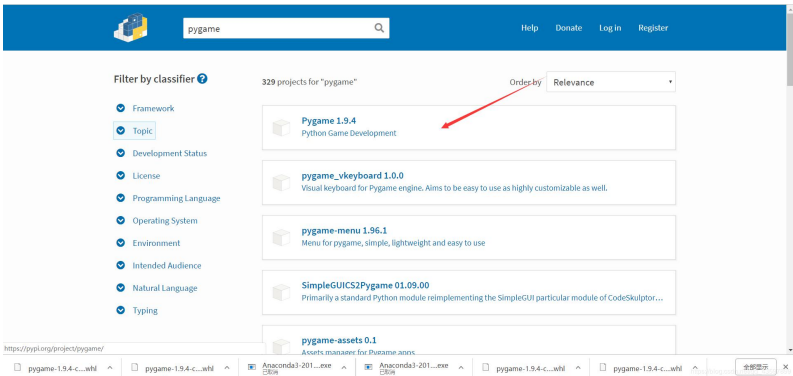 pygame
Help Donate Log in Register
Filter by classifier ?
329 projects for "pygame"
Order by Relevance
Framework
Topic
Development Status
License
Programming Language
Operating System
Environment
Intended Audience
Natural Language
Typing
Pygame 1.9.4
Python Game Development
pygame_vkeyboard 1.0.0
Visual keyboard for Pygame engine. Aims to be easy to use as highly customizable as well.
pygame-menu 1.96.1
Menu for pygame, simple, lightweight and easy to use
SimpleGUICS2Pygame 01.09.00
Primarily a standard Python module reimplementing the SimpleGUI particular module of CodeSkulptor…
pygame-assets 0.1
Assets manager for Pygame apps
https://pypi.org/project/pygame/
pygame-1.9.4-c....whl
pygame-1.9.4-c....whl
Anaconda3-201....exe
已取消
Anaconda3-201....exe
已取消
pygame-1.9.4-c....whl
pygame-1.9.4-c....whl
全部显示